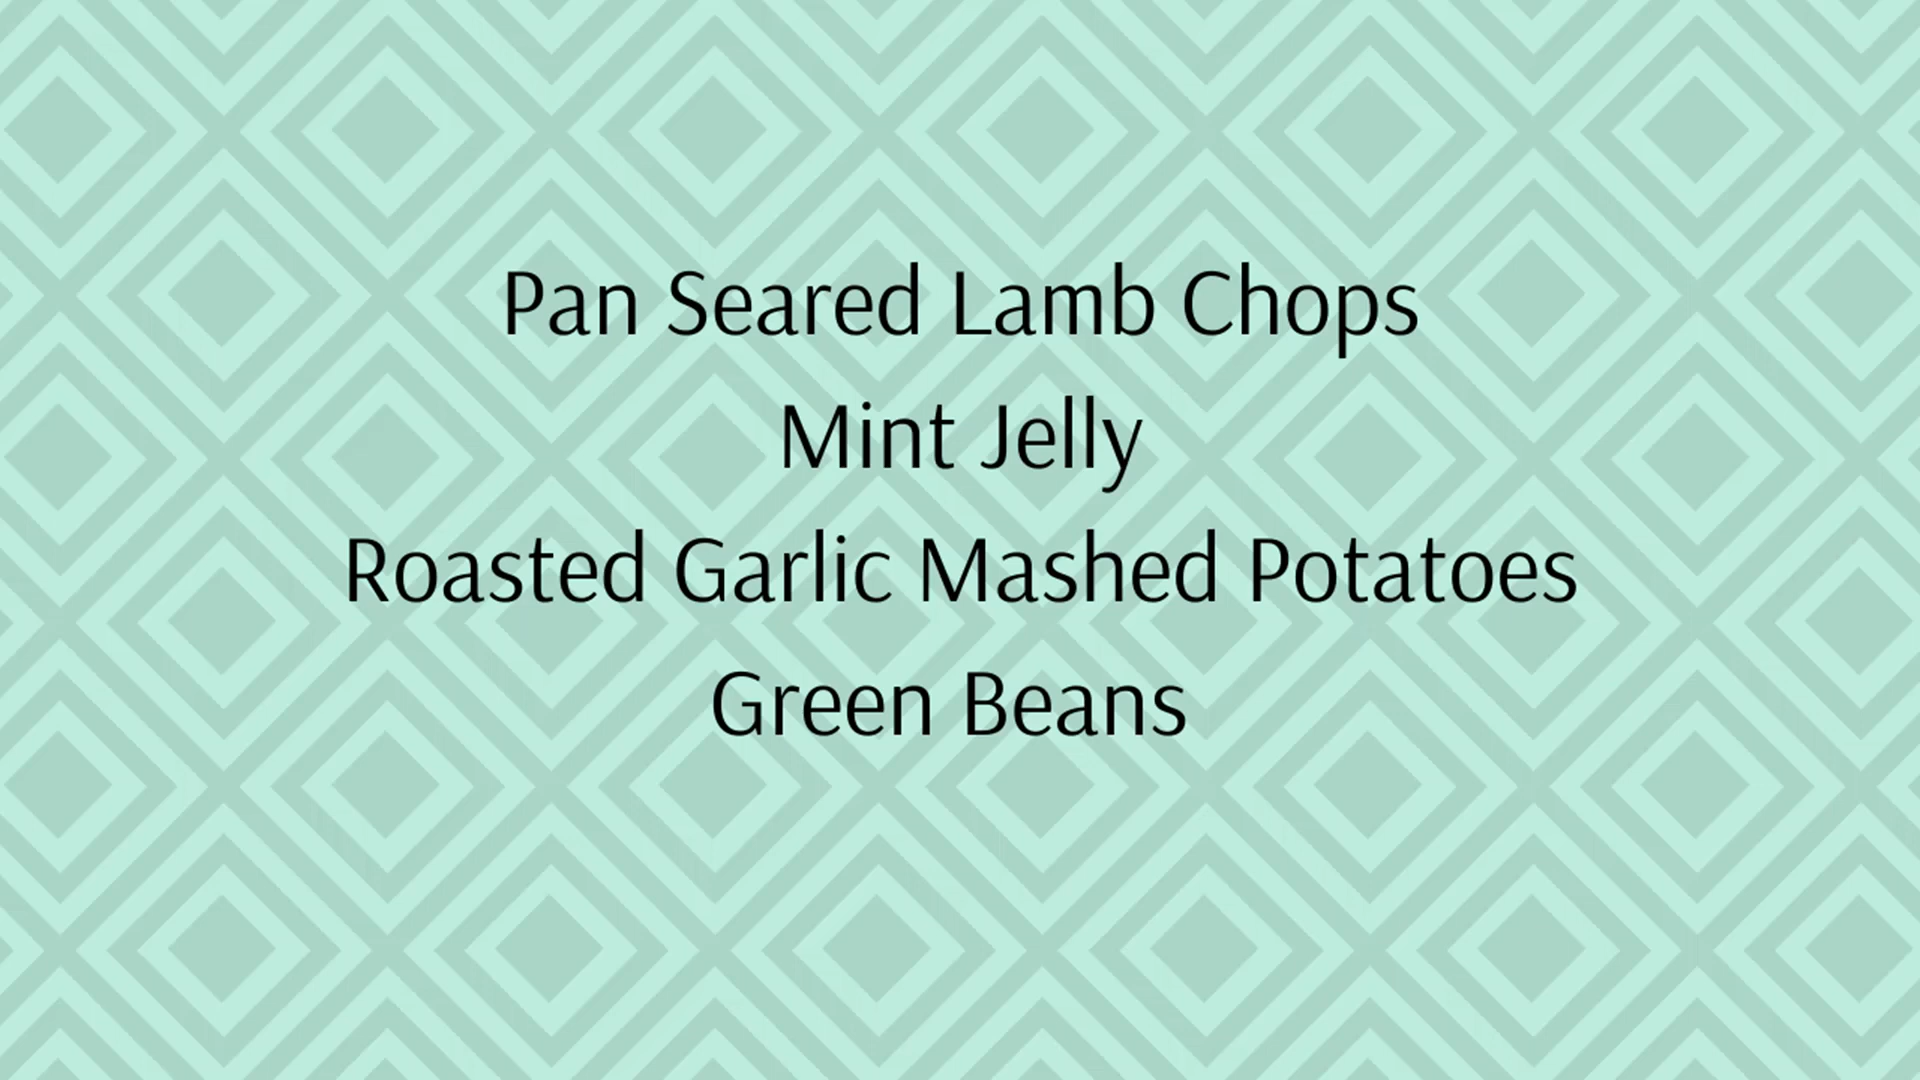 Pan Seared Lamb Chops
Mint Jelly
Roasted Garlic Mashed Potatoes
Green Beans